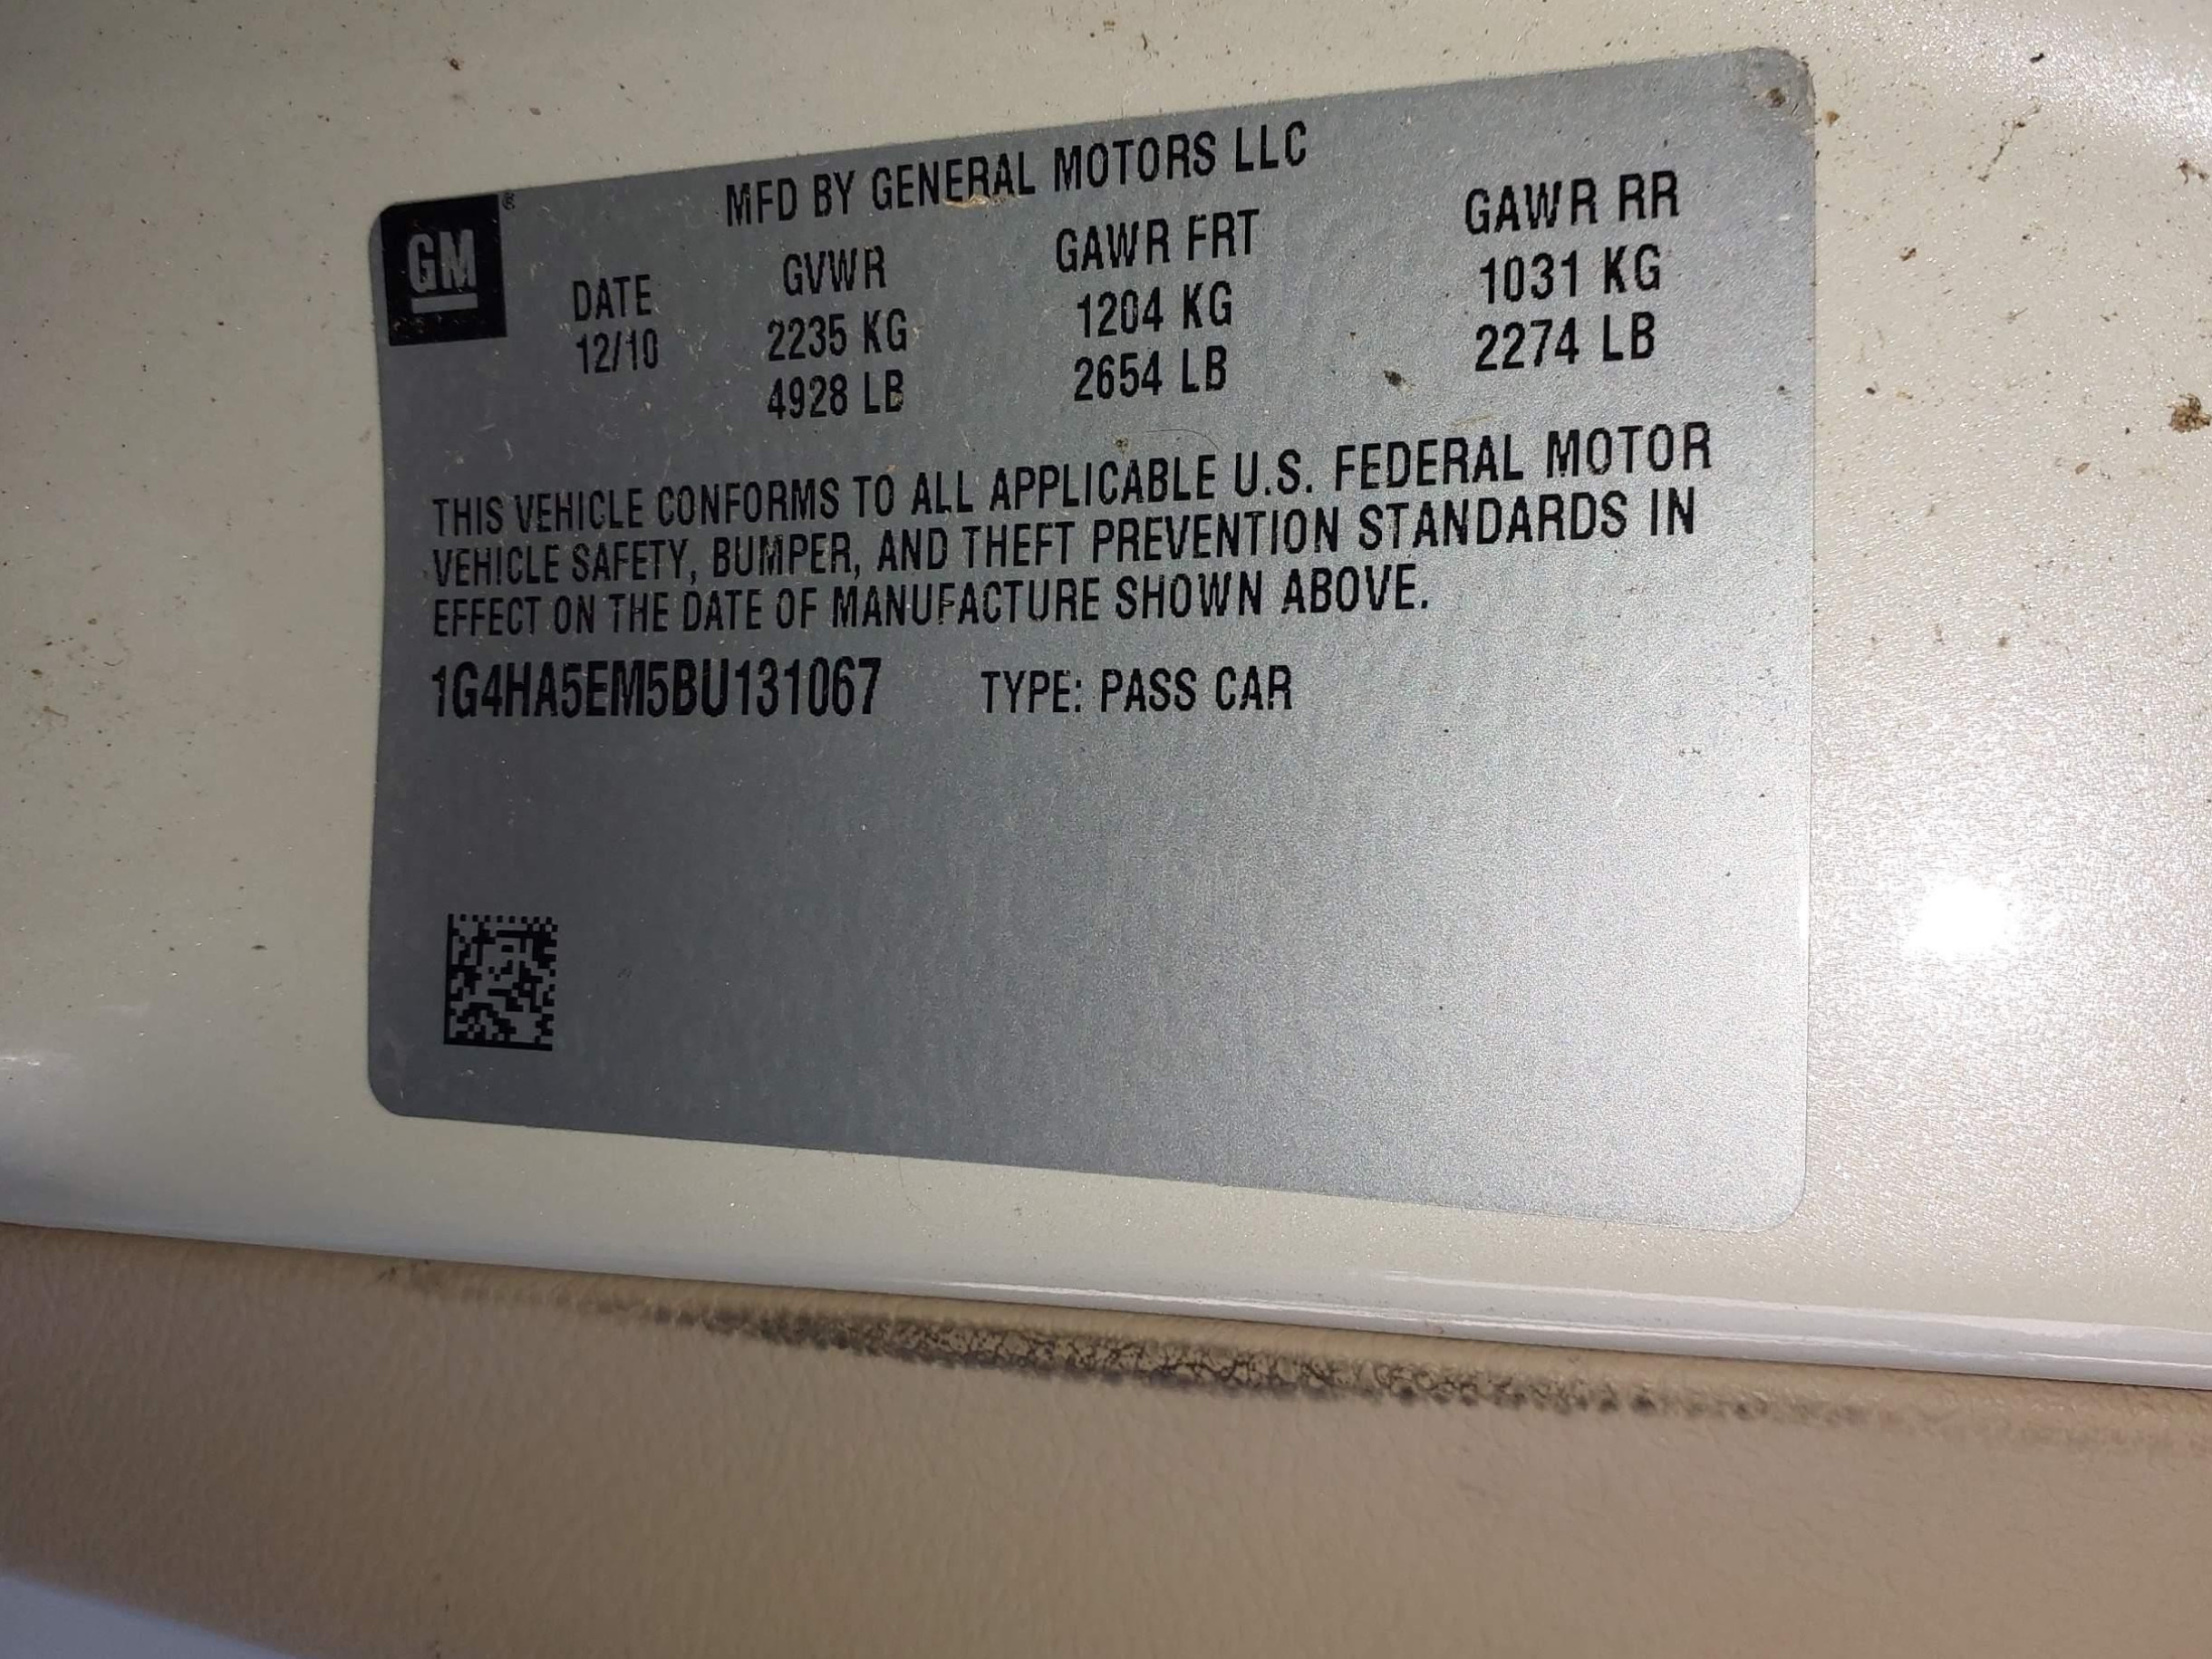 MFD BY GENERAL MOTORS LLC
GM®
DATE GVWR GAWR FRT GAWR RR
12/10 2235 KG 1204 KG 1031 KG
4928 LB 2654 LB 2274 LB
THIS VEHICLE CONFORMS TO ALL APPLICABLE U.S. FEDERAL MOTOR
VEHICLE SAFETY, BUMPER, AND THEFT PREVENTION STANDARDS IN
EFFECT ON THE DATE OF MANUFACTURE SHOWN ABOVE.
1G4HA5EM5BU131067 TYPE: PASS CAR